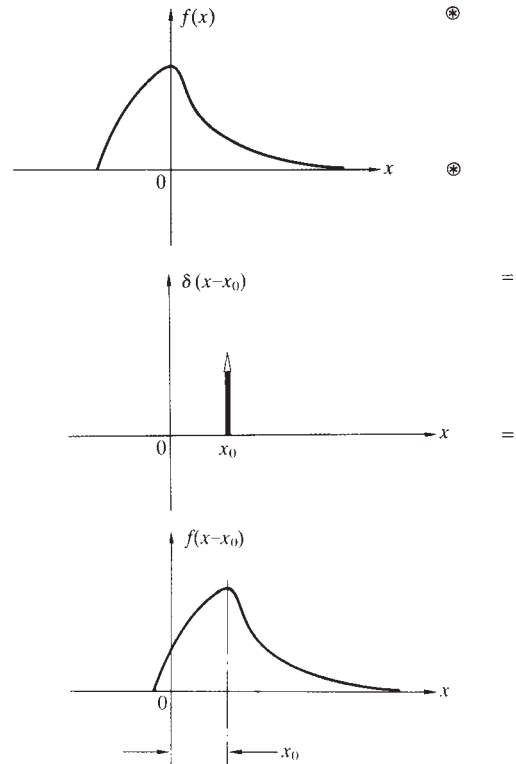 f(x) ⊛
0 x ⊛
δ(x−x₀) =
0 x₀ x =
f(x−x₀)
0 x
x₀